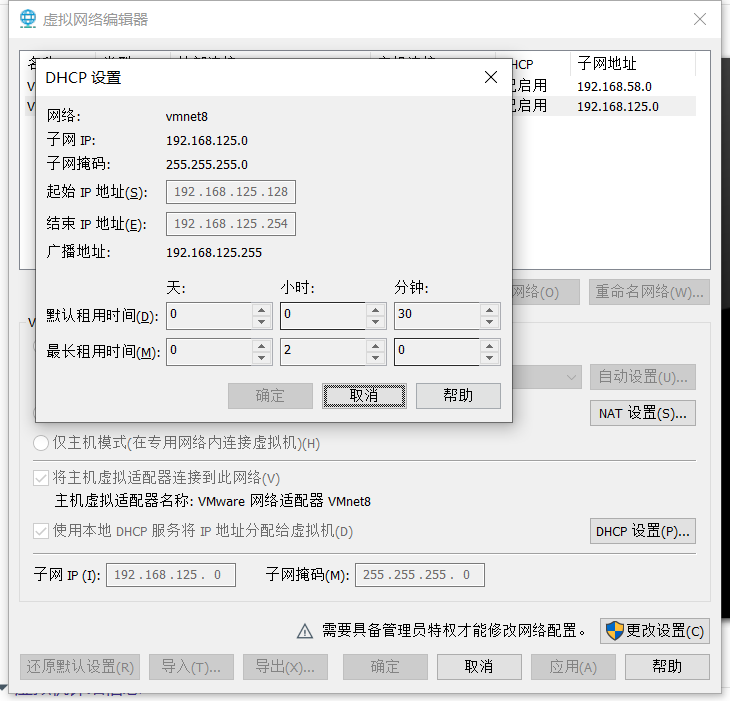 虚拟网络编辑器
HCP 子网地址
已启用 192.168.58.0
已启用 192.168.125.0
DHCP 设置
网络: vmnet8
子网 IP: 192.168.125.0
子网掩码: 255.255.255.0
起始 IP 地址(S): 192 . 168 . 125 . 128
结束 IP 地址(E): 192 . 168 . 125 . 254
广播地址: 192.168.125.255
天: 小时: 分钟:
默认租用时间(D): 0 0 30
最长租用时间(M): 0 2 0
确定 取消 帮助
网络(O) 重命名网络(W)...
自动设置(U)...
NAT 设置(S)...
仅主机模式(在专用网络内连接虚拟机)(H)
将主机虚拟适配器连接到此网络(V)
主机虚拟适配器名称: VMware 网络适配器 VMnet8
使用本地 DHCP 服务将 IP 地址分配给虚拟机(D) DHCP 设置(P)...
子网 IP (I): 192 . 168 . 125 . 0 子网掩码(M): 255 . 255 . 255 . 0
需要具备管理员特权才能修改网络配置。 更改设置(C)
还原默认设置(R) 导入(T)... 导出(X)... 确定 取消 应用(A) 帮助